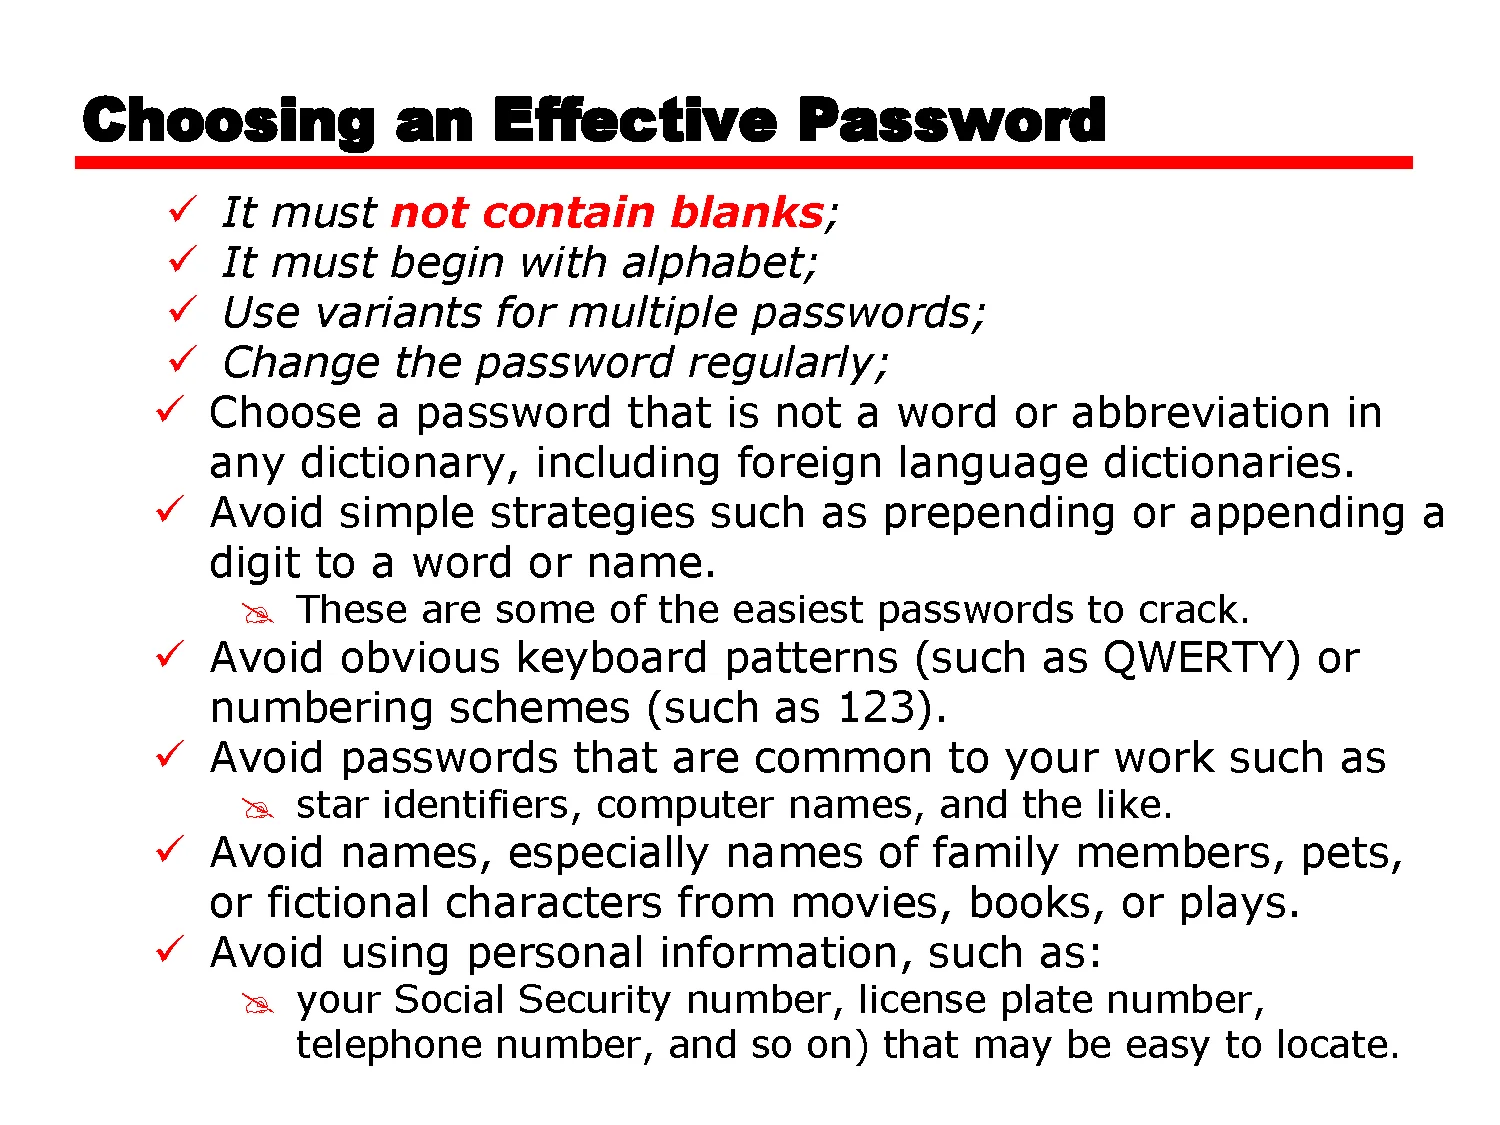 Choosing an Effective Password
✓ It must not contain blanks;
✓ It must begin with alphabet;
✓ Use variants for multiple passwords;
✓ Change the password regularly;
✓ Choose a password that is not a word or abbreviation in
any dictionary, including foreign language dictionaries.
✓ Avoid simple strategies such as prepending or appending a
digit to a word or name.
These are some of the easiest passwords to crack.
✓ Avoid obvious keyboard patterns (such as QWERTY) or
numbering schemes (such as 123).
✓ Avoid passwords that are common to your work such as
star identifiers, computer names, and the like.
✓ Avoid names, especially names of family members, pets,
or fictional characters from movies, books, or plays.
✓ Avoid using personal information, such as:
your Social Security number, license plate number,
telephone number, and so on) that may be easy to locate.